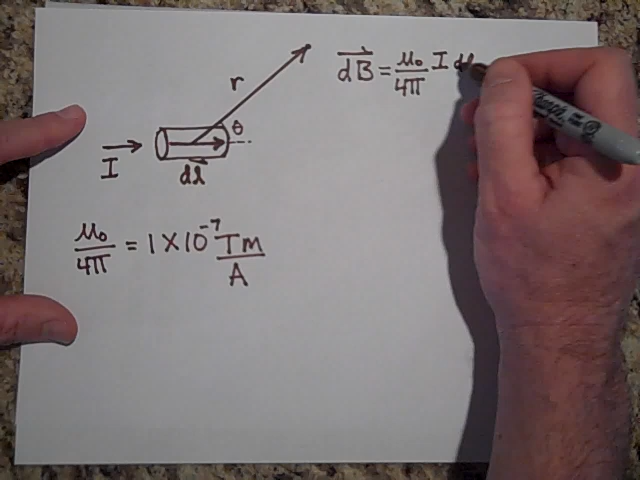 r
θ
I
dl
dB = μ₀/4π I dl
μ₀/4π = 1 X 10⁻⁷ Tm/A